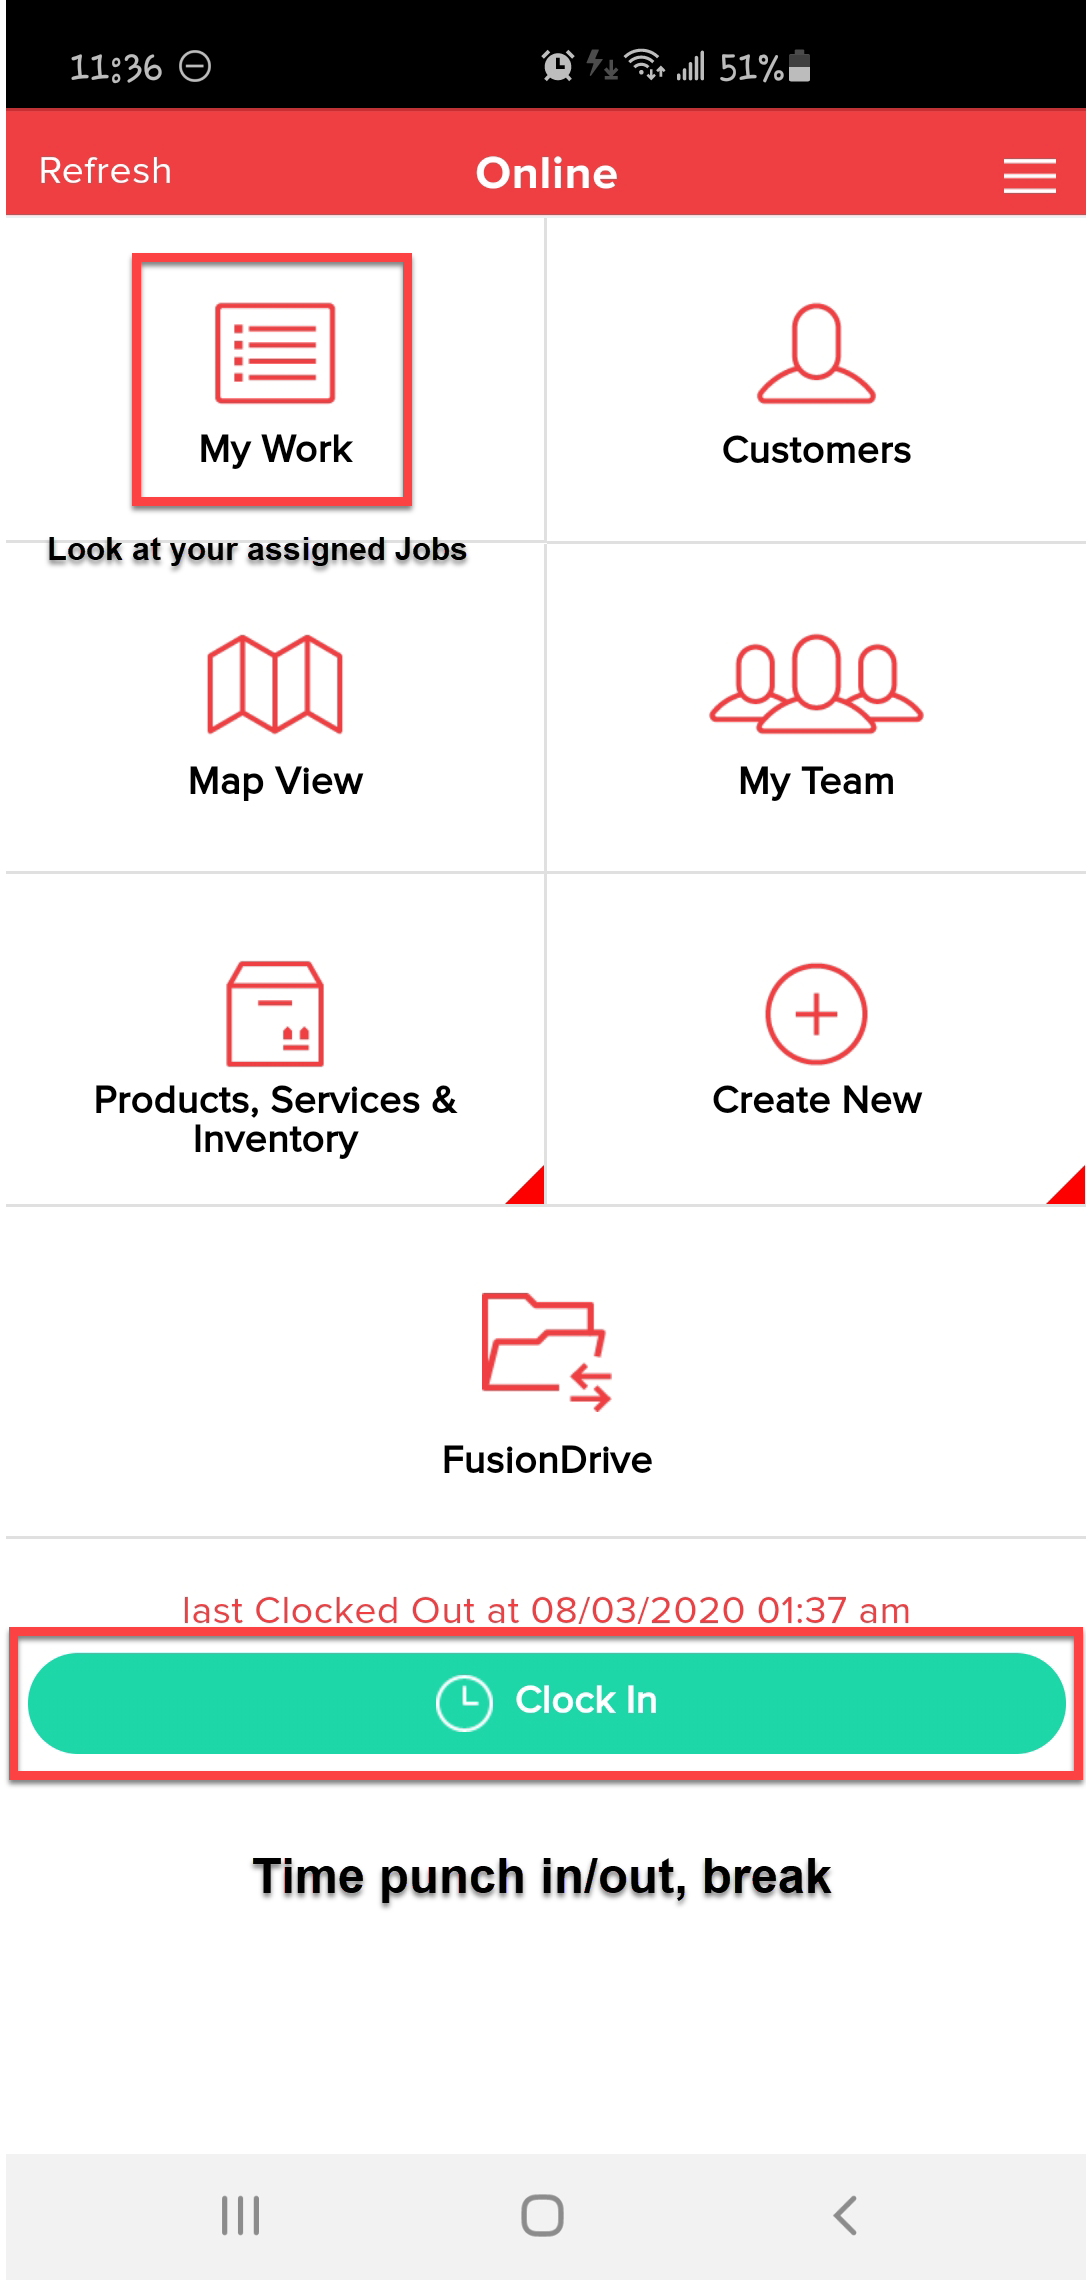 11:36 51%
Refresh Online
My Work Customers
Look at your assigned Jobs
Map View My Team
Products, Services & Create New
Inventory
FusionDrive
last Clocked Out at 08/03/2020 01:37 am
Clock In
Time punch in/out, break